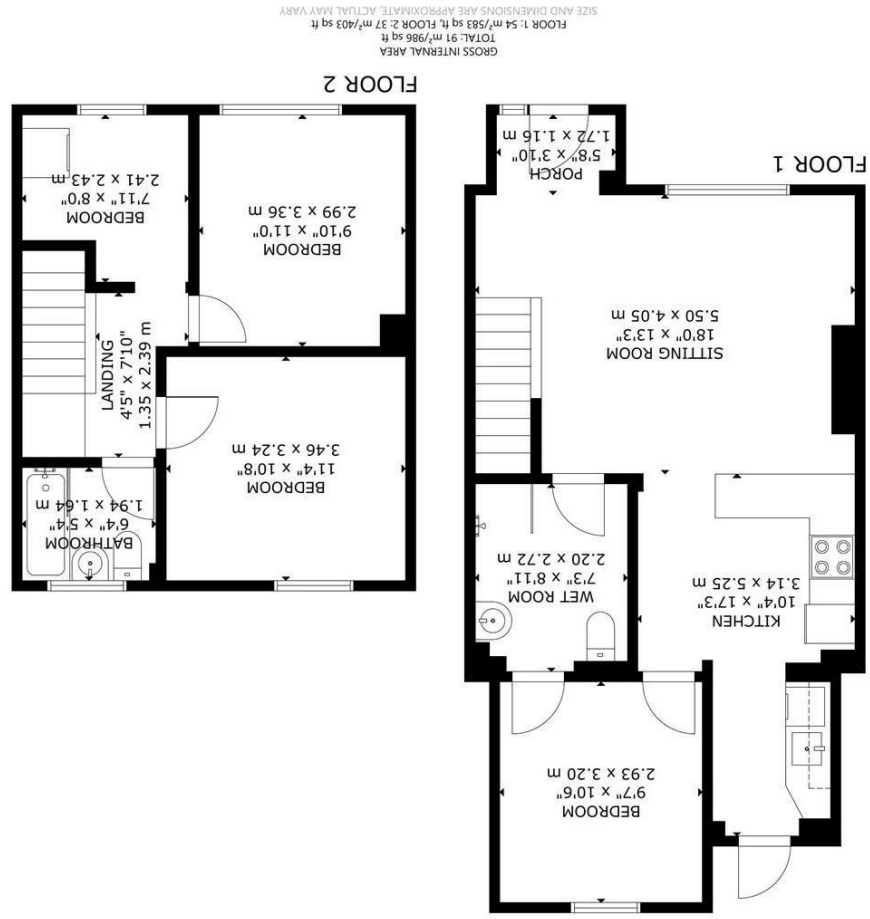 FLOOR 1
PORCH
5'8" x 3'10"
1.72 x 1.16 m
SITTING ROOM
18'0" x 13'3"
5.50 x 4.05 m
KITCHEN
10'4" x 17'3"
3.14 x 5.25 m
WET ROOM
7'3" x 8'11"
2.20 x 2.72 m
BEDROOM
9'7" x 10'6"
2.93 x 3.20 m
FLOOR 2
BATHROOM
6'4" x 5'4"
1.94 x 1.64 m
BEDROOM
11'4" x 10'8"
3.46 x 3.24 m
LANDING
4'5" x 7'10"
1.35 x 2.39 m
BEDROOM
9'10" x 11'0"
2.99 x 3.36 m
BEDROOM
7'11" x 8'0"
2.41 x 2.43 m
GROSS INTERNAL AREA
TOTAL: 91 m²/986 sq ft
FLOOR 1: 54 m²/583 sq ft, FLOOR 2: 37 m²/403 sq ft
SIZE AND DIMENSIONS ARE APPROXIMATE, ACTUAL MAY VARY